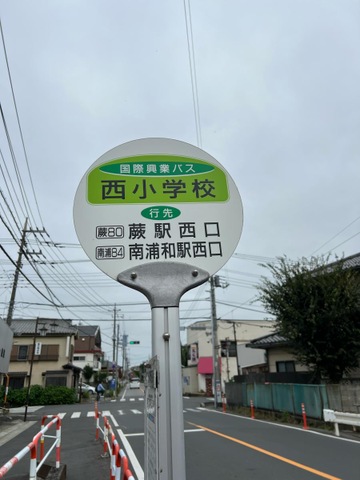 国際興業バス
西小学校
行先
蕨80 蕨駅西口
南浦84 南浦和駅西口